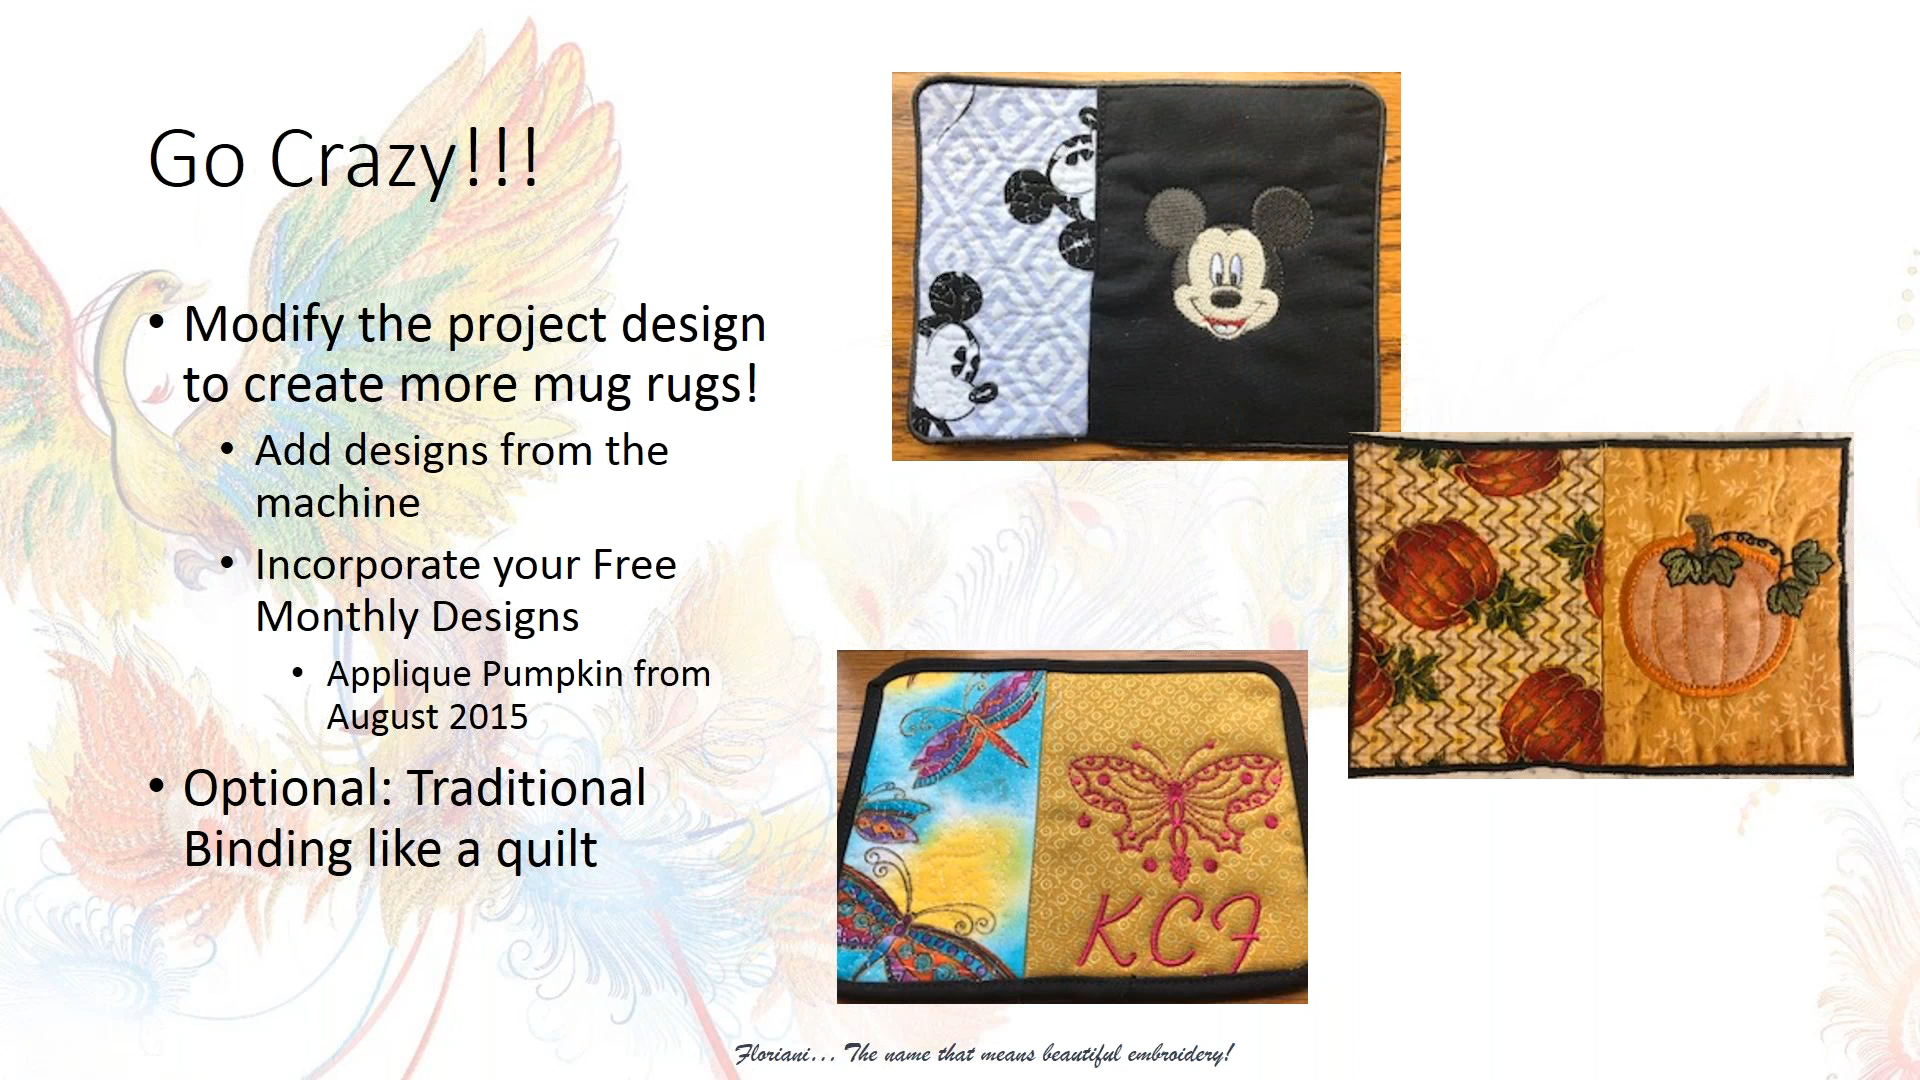 Go Crazy!!!
• Modify the project design
to create more mug rugs!
• Add designs from the
machine
• Incorporate your Free
Monthly Designs
• Applique Pumpkin from
August 2015
• Optional: Traditional
Binding like a quilt
KCF
Floriani... The name that means beautiful embroidery!